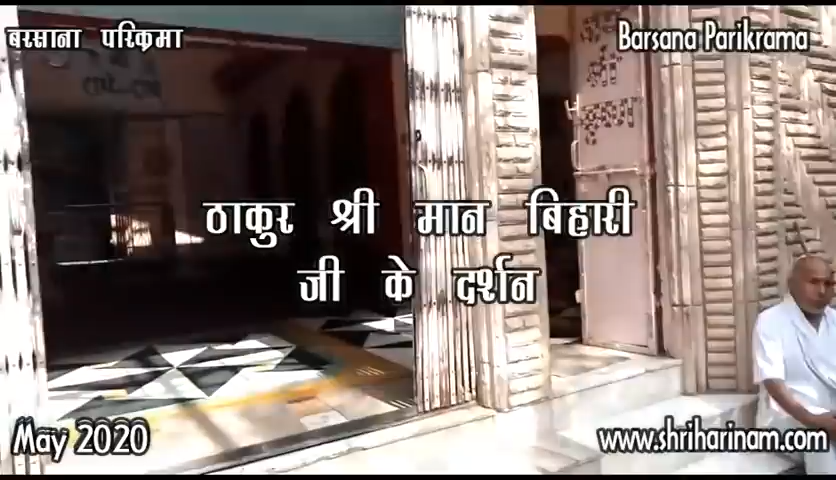 बरसाना परिक्रमा
Barsana Parikrama
श्री
कृष्ण
ठाकुर श्री मान बिहारी
जी के दर्शन
May 2020
www.shriharinam.com